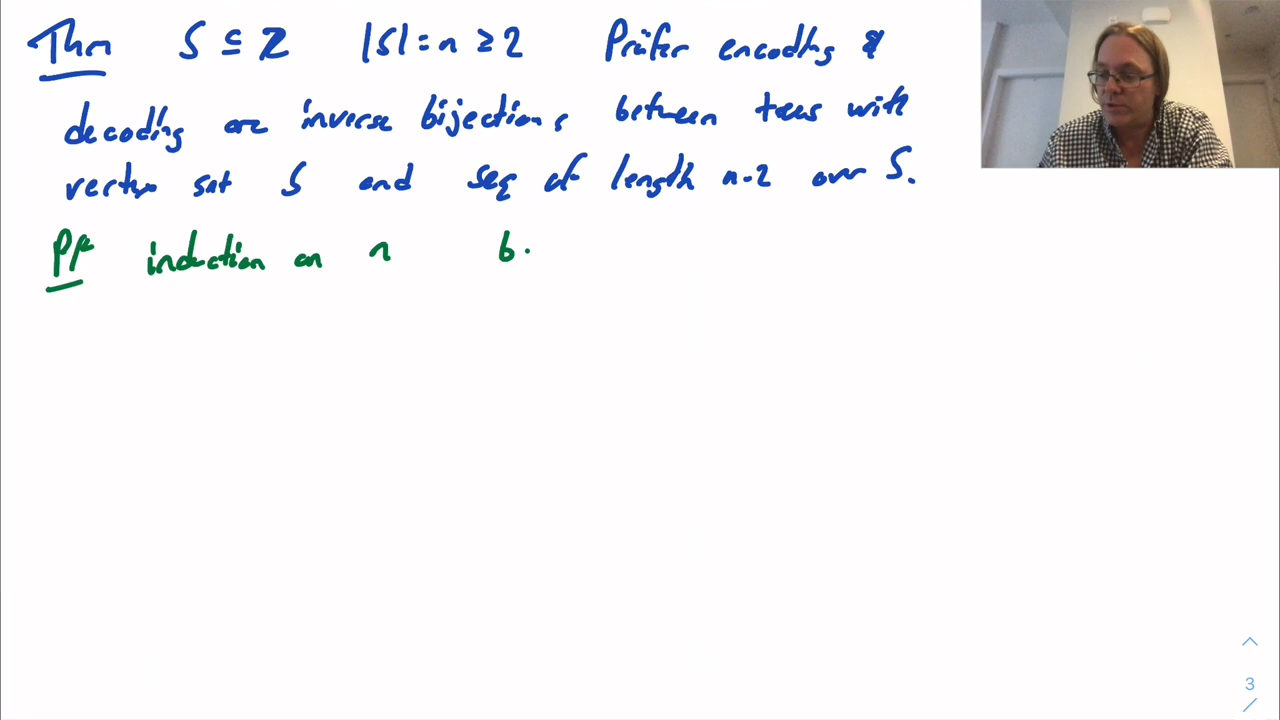 Thm S ⊆ ℤ |S| = n ≥ 2 Prüfer encoding &
decoding are inverse bijections between trees with
vertex set S and seq of length n-2 over S.
Pf induction on n b.
3